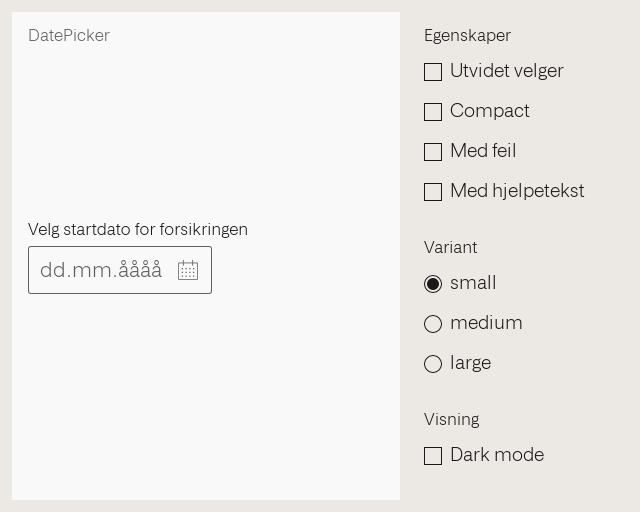 DatePicker
Velg startdato for forsikringen
dd.mm.åååå
Egenskaper
Utvidet velger
Compact
Med feil
Med hjelpetekst
Variant
small
medium
large
Visning
Dark mode